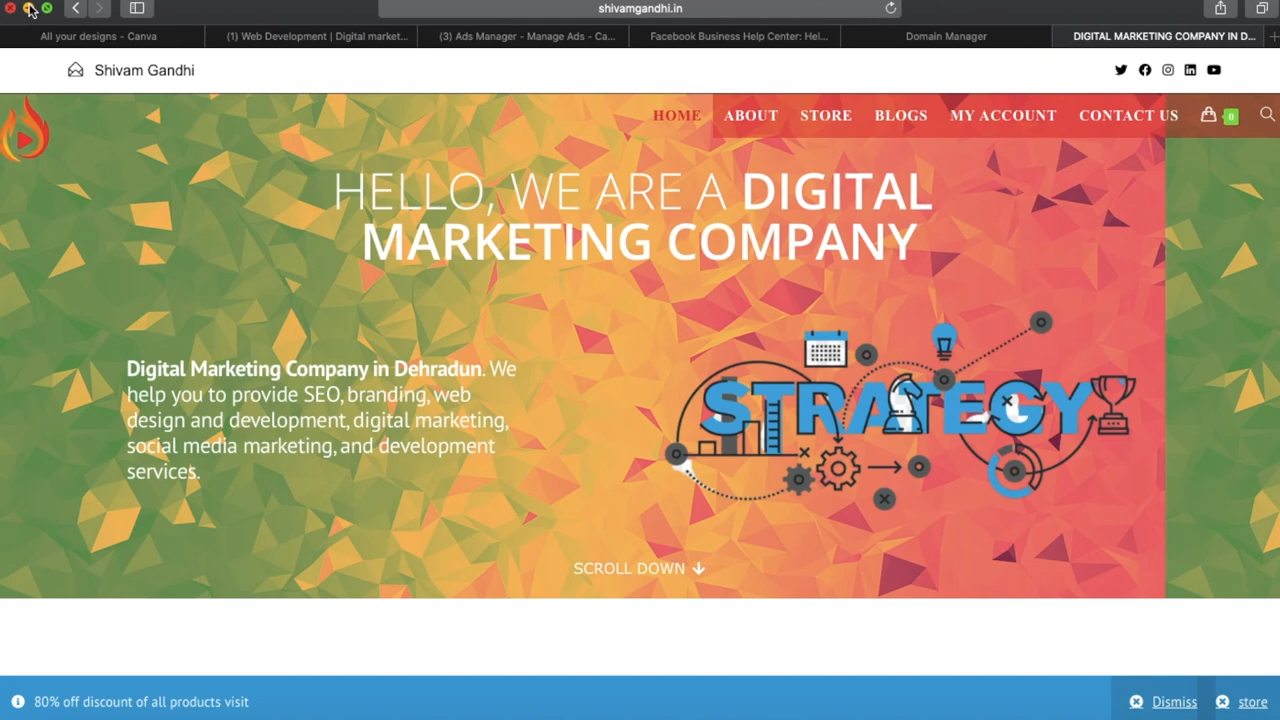 shivamgandhi.in
All your designs - Canva
(1) Web Development | Digital market...
(3) Ads Manager - Manage Ads - Ca...
Facebook Business Help Center: Hel...
Domain Manager
DIGITAL MARKETING COMPANY IN D...
Shivam Gandhi
HOME ABOUT STORE BLOGS MY ACCOUNT CONTACT US 0
HELLO, WE ARE A DIGITAL
MARKETING COMPANY
Digital Marketing Company in Dehradun. We
help you to provide SEO, branding, web
design and development, digital marketing,
social media marketing, and development
services.
STRATEGY
SCROLL DOWN
80% off discount of all products visit
Dismiss
store